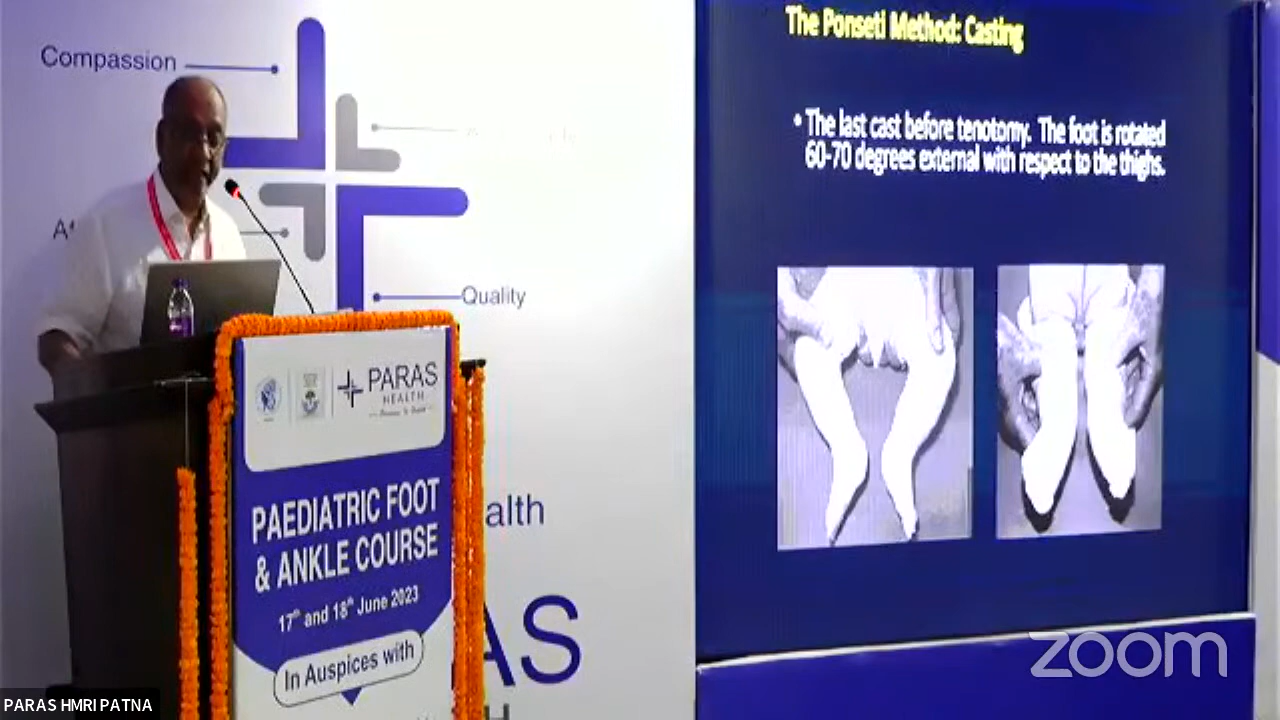 Compassion
Quality
The Ponseti Method: Casting
• The last cast before tenotomy. The foot is rotated
60-70 degrees external with respect to the thighs.
PARAS
HEALTH
PAEDIATRIC FOOT
& ANKLE COURSE
17th and 18th June 2023
In Auspices with
alth
AS
H
zoom
PARAS HMRI PATNA